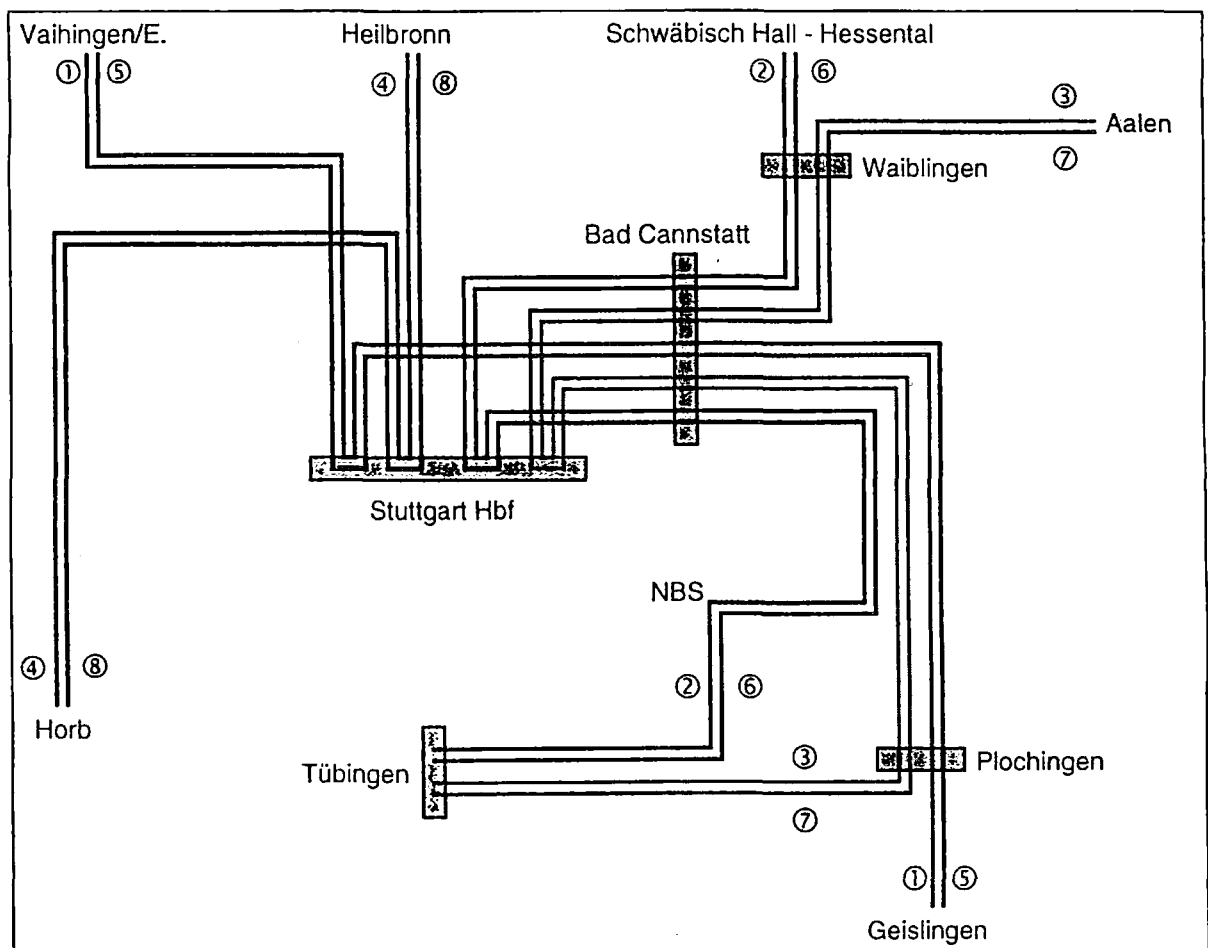 Vaihingen/E.
Heilbronn
Schwäbisch Hall - Hessental
① ⑤
④ ⑧
② ⑥
③
Aalen
⑦
Waiblingen
Bad Cannstatt
Stuttgart Hbf
NBS
④ ⑧
② ⑥
Horb
③
Tübingen
Plochingen
⑦
① ⑤
Geislingen